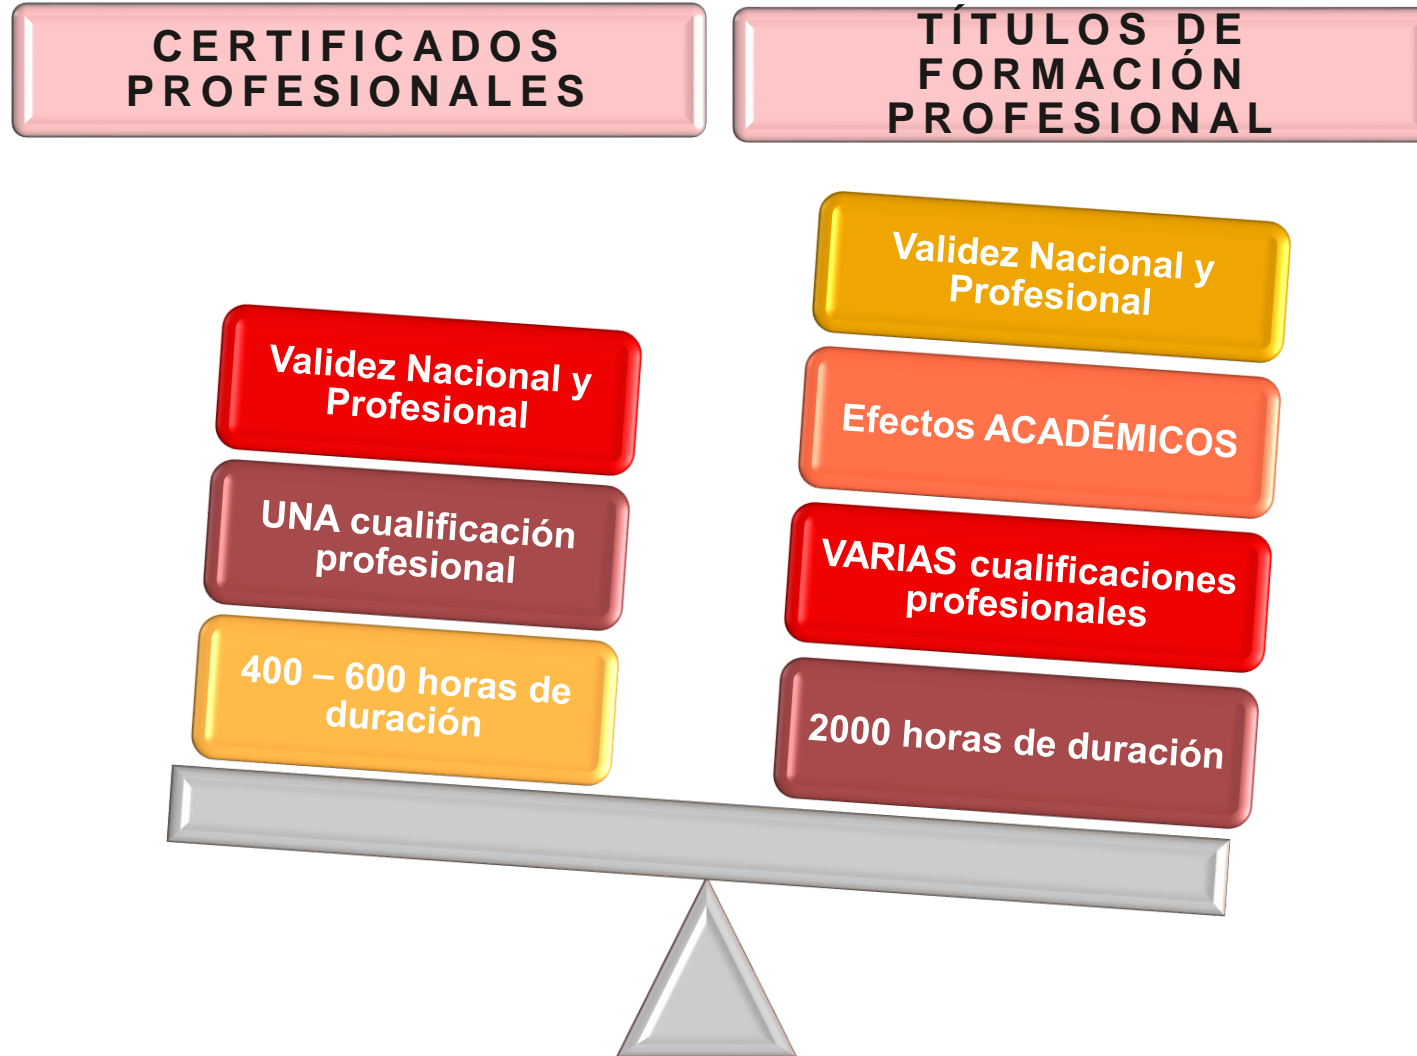 CERTIFICADOS
PROFESIONALES
TÍTULOS DE
FORMACIÓN
PROFESIONAL
Validez Nacional y
Profesional
UNA cualificación
profesional
400 – 600 horas de
duración
Validez Nacional y
Profesional
Efectos ACADÉMICOS
VARIAS cualificaciones
profesionales
2000 horas de duración